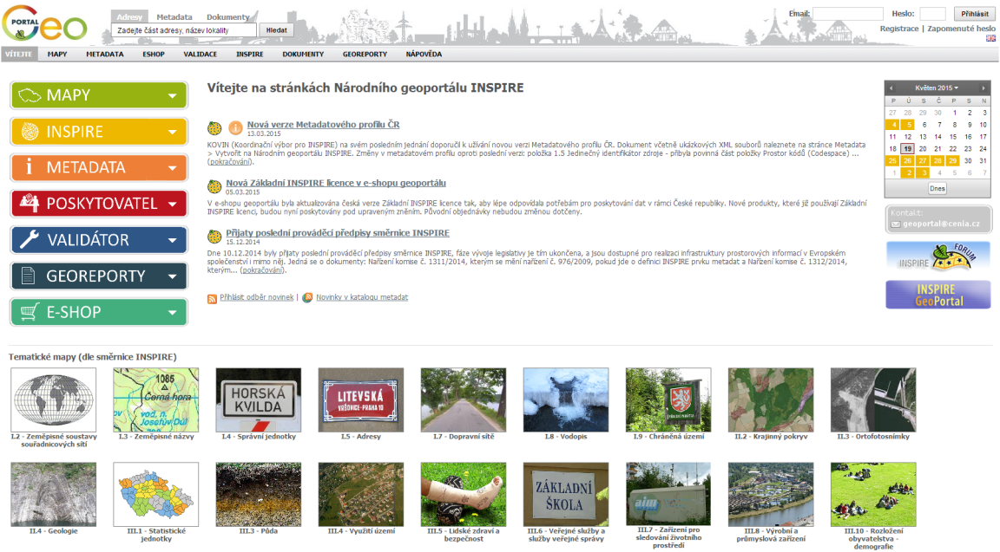 PORTAL
Geo
Adresy Metadata Dokumenty
Zadejte část adresy, název lokality Hledat
Email: Heslo: Přihlásit
Registrace | Zapomenuté heslo
VÍTEJTE MAPY METADATA ESHOP VALIDACE INSPIRE DOKUMENTY GEOREPORTY NÁPOVĚDA
MAPY
INSPIRE
METADATA
POSKYTOVATEL
VALIDÁTOR
GEOREPORTY
E-SHOP
Vítejte na stránkách Národního geoportálu INSPIRE
Nová verze Metadatového profilu ČR
13.03.2015
KOVIN (Koordinační výbor pro INSPIRE) na svém posledním jednání doporučil k užívání novou verzi Metadatového profilu ČR. Dokument včetně ukázkových XML souborů naleznete na stránce Metadata
> Vytvořit na Národním geoportálu INSPIRE. Změny v metadatovém profilu oproti poslední verzi: položka 1.5 Jedinečný identifikátor zdroje - přibyla povinná část položky Prostor kódů (Codespace) ...
(pokračování).
Nová Základní INSPIRE licence v e-shopu geoportálu
05.03.2015
V e-shopu geoportálu byla aktualizována česká verze Základní INSPIRE licence tak, aby lépe odpovídala potřebám pro poskytování dat v rámci České republiky. Nové produkty, které již používají Základní
INSPIRE licenci, budou nyní poskytovány pod upraveným zněním. Původní objednávky nebudou změnou dotčeny.
Přijaty poslední prováděcí předpisy směrnice INSPIRE
15.12.2014
Dne 10.12.2014 byly přijaty poslední prováděcí předpisy směrnice INSPIRE, fáze vývoje legislativy je tím ukončena, a jsou dostupné pro realizaci infrastruktury prostorových informací v Evropském
společenství i mimo něj. Jedná se o dokumenty: Nařízení komise č. 1311/2014, kterým se mění nařízení č. 976/2009, pokud jde o definici INSPIRE prvku metadat a Nařízení komise č. 1312/2014,
kterým... (pokračování).
Přihlásit odběr novinek | Novinky v katalogu metadat
Květen 2015
P Ú S Č P S N
27 28 29 30 1 2 3
4 5 6 7 8 9 10
11 12 13 14 15 16 17
18 19 20 21 22 23 24
25 26 27 28 29 30 31
1 2 3 4 5 6 7
Dnes
Kontakt:
geoportal@cenia.cz
INSPIRE FORUM
INSPIRE
GeoPortal
Tematické mapy (dle směrnice INSPIRE)
1085
Černá hora
vod. n.
Josefův Důl
HORSKÁ
KVILDA
LITEVSKÁ
VRŠOVICE-PRAHA 10
I.2 - Zeměpisné soustavy
souřadnicových sítí
I.3 - Zeměpisné názvy
I.4 - Správní jednotky
I.5 - Adresy
I.7 - Dopravní sítě
I.8 - Vodopis
I.9 - Chráněná území
II.2 - Krajinný pokryv
II.3 - Ortofotosnímky
ZÁKLADNÍ
ŠKOLA
aim
II.4 - Geologie
III.1 - Statistické
jednotky
III.3 - Půda
III.4 - Využití území
III.5 - Lidské zdraví a
bezpečnost
III.6 - Veřejné služby a
služby veřejné správy
III.7 - Zařízení pro
sledování životního
prostředí
III.8 - Výrobní a
průmyslová zařízení
III.10 - Rozložení
obyvatelstva -
demografie